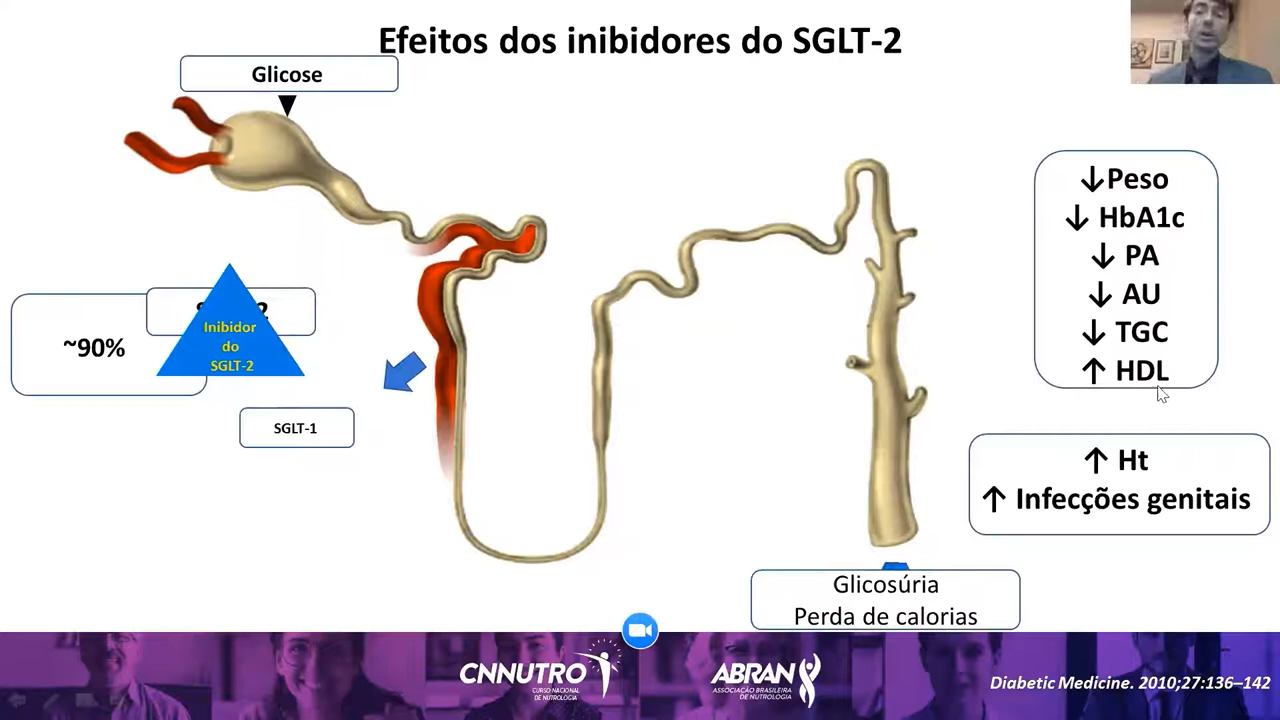 Efeitos dos inibidores do SGLT-2
Glicose
~90%
Inibidor
do
SGLT-2
SGLT-1
↓Peso
↓ HbA1c
↓ PA
↓ AU
↓ TGC
↑ HDL
↑ Ht
↑ Infecções genitais
Glicosúria
Perda de calorias
CNNUTRO
CURSO NACIONAL
DE NUTROLOGIA
ABRAN
ASSOCIAÇÃO BRASILEIRA
DE NUTROLOGIA
Diabetic Medicine. 2010;27:136–142